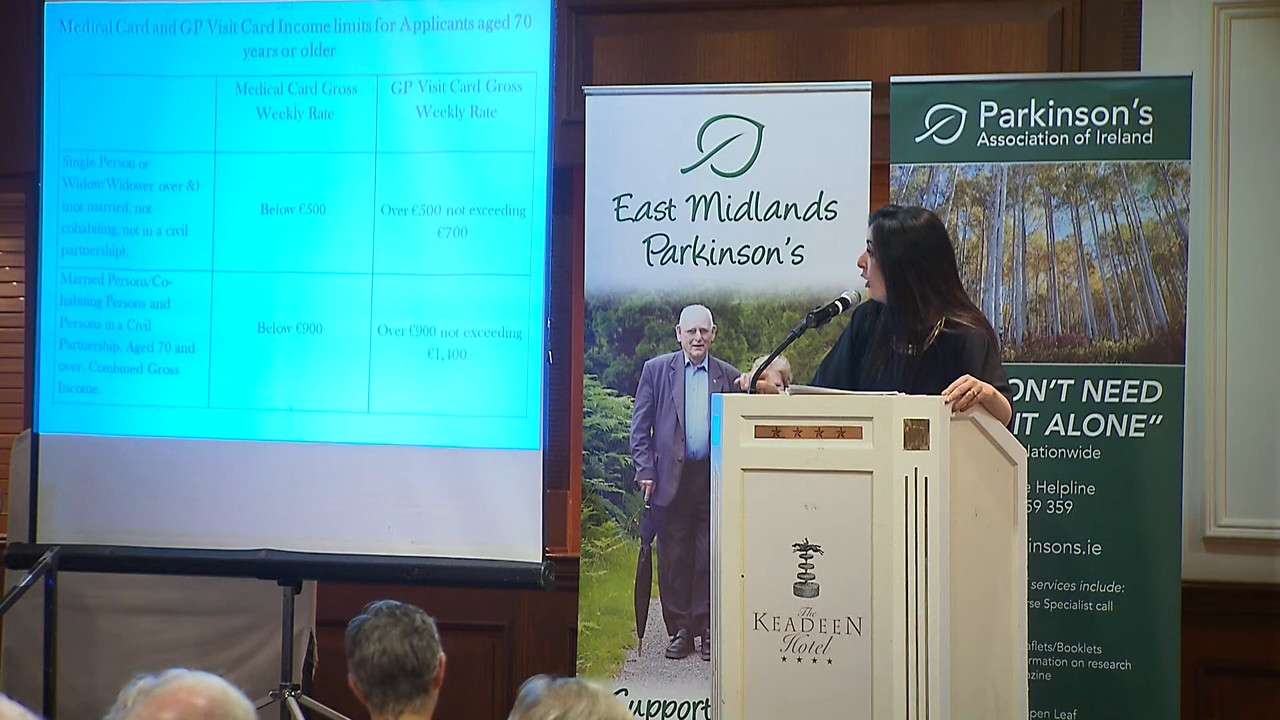 Medical Card and GP Visit Card Income limits for Applicants aged 70
years or older
Medical Card Gross
Weekly Rate
GP Visit Card Gross
Weekly Rate
Single Person or
Widow/Widower over &)
(not married, not
cohabiting, not in a civil
partnership).
Below €500
Over €500 not exceeding
€700
Married Persons/Co-
habiting Persons and
Persons in a Civil
Partnership. Aged 70 and
over. Combined Gross
Income.
Below €900
Over €900 not exceeding
€1,400
East Midlands
Parkinson's
Support
Parkinson's
Association of Ireland
ON'T NEED
IT ALONE”
Nationwide
e Helpline
59 359
insons.ie
services include:
rse Specialist call
aflets/Booklets
ormation on research
azine
pen Leaf
The
KEADEEN
Hotel